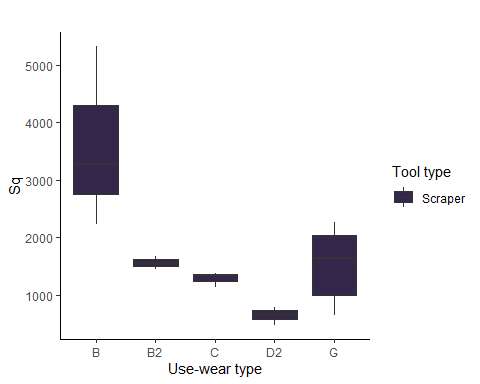 5000
4000
3000
2000
1000
Sq
B B2 C D2 G
Use-wear type
Tool type
Scraper